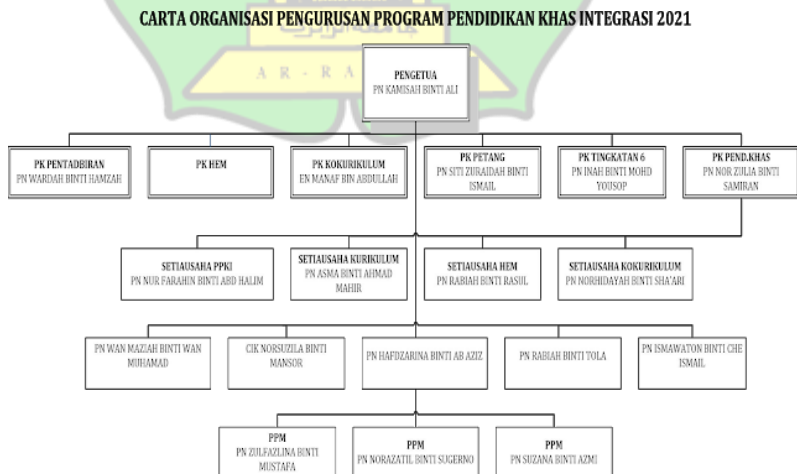 CARTA ORGANISASI PENGURUSAN PROGRAM PENDIDIKAN KHAS INTEGRASI 2021
A R - R A
PENGETUA
PN KAMISAH BINTI ALI
PK PENTADBIRAN
PN WARDAH BINTI HAMZAH
PK HEM
PK KOKURIKULUM
EN MANAF BIN ABDULLAH
PK PETANG
PN SITI ZURAIDAH BINTI
ISMAIL
PK TINGKATAN 6
PN INAH BINTI MOHD
YOUSOP
PK PEND.KHAS
PN NOR ZULIA BINTI
SAMIRAN
SETIAUSAHA PPKI
PN NUR FARAHIN BINTI ABD HALIM
SETIAUSAHA KURIKULUM
PN ASMA BINTI AHMAD
MAHIR
SETIAUSAHA HEM
PN RABIAH BINTI RASUL
SETIAUSAHA KOKURIKULUM
PN NORHIDAYAH BINTI SHA'ARI
PN WAN MAZIAH BINTI WAN
MUHAMAD
CIK NORSUZILA BINTI
MANSOR
PN HAFDZARINA BINTI AB AZIZ
PN RABIAH BINTI TOLA
PN ISMAWATON BINTI CHE
ISMAIL
PPM
PN ZULFAZLINA BINTI
MUSTAFA
PPM
PN NORAZATIL BINTI SUGERNO
PPM
PN SUZANA BINTI AZMI